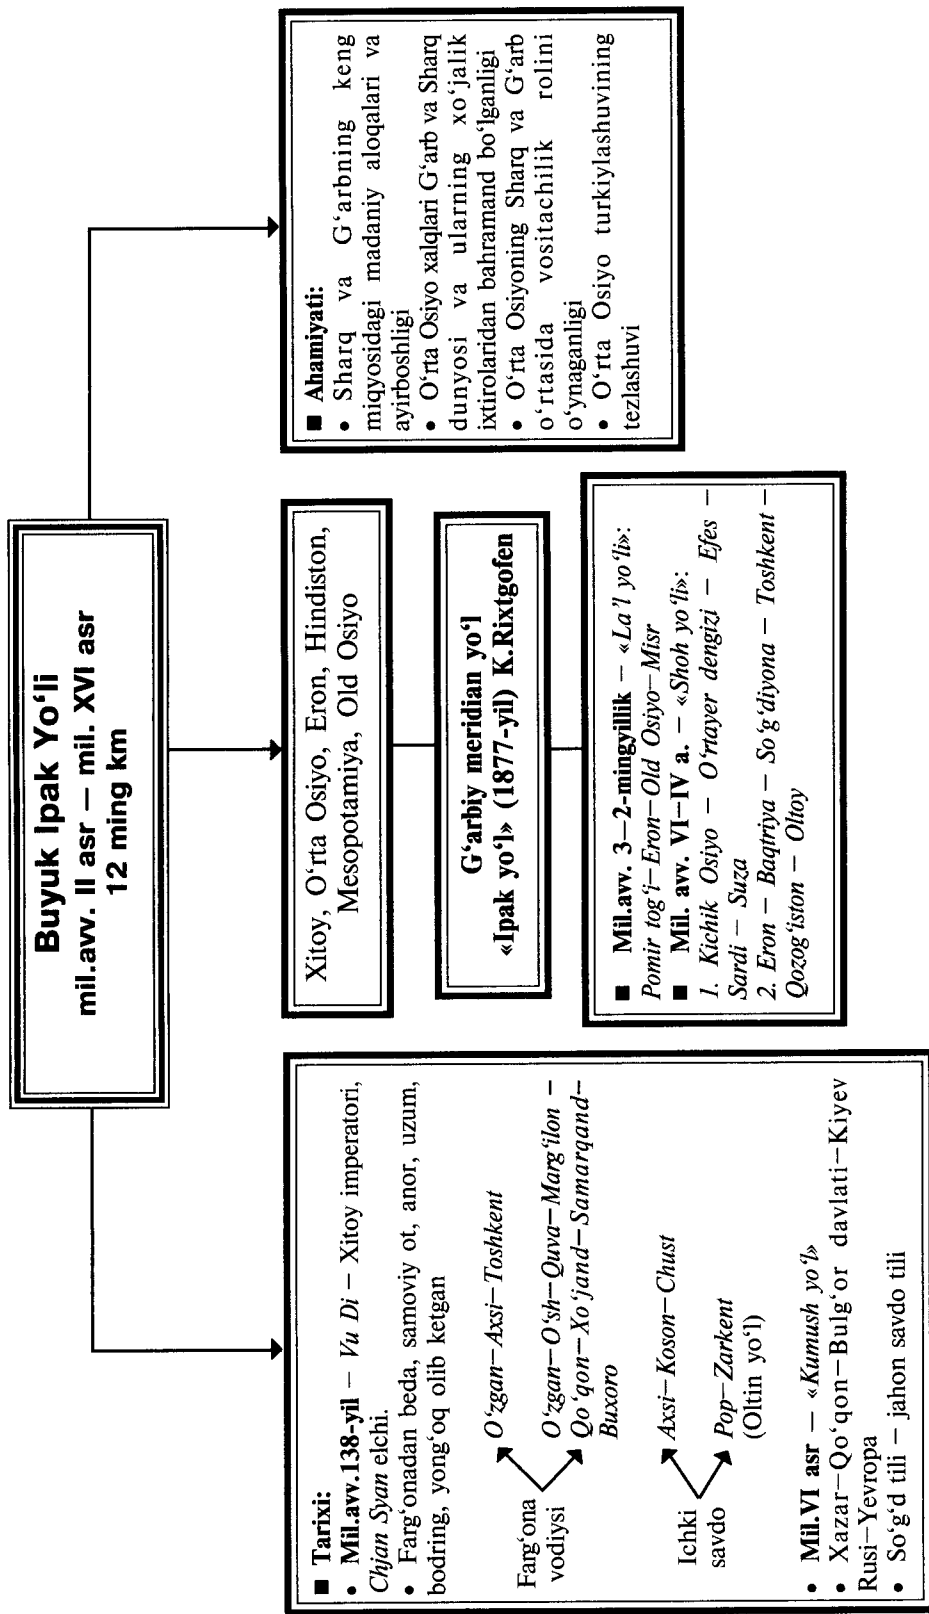 Buyuk Ipak Yo‘li
mil.avv. II asr – mil. XVI asr
12 ming km
■ Tarixi:
• Mil.avv.138-yil – Vu Di – Xitoy imperatori,
Chjan Syan elchi.
• Farg‘onadan beda, samoviy ot, anor, uzum,
bodring, yong‘oq olib ketgan
Farg‘ona
vodiysi
O‘zgan–Axsi–Toshkent
O‘zgan–O‘sh–Quva–Marg‘ilon –
Qo‘qon–Xo‘jand–Samarqand–
Buxoro
Ichki
savdo
Axsi–Koson–Chust
Pop–Zarkent
(Oltin yo‘l)
• Mil.VI asr – «Kumush yo‘l»
• Xazar–Qo‘qon–Bulg‘or davlati–Kiyev
Rusi–Yevropa
• So‘g‘d tili – jahon savdo tili
Xitoy, O‘rta Osiyo, Eron, Hindiston,
Mesopotamiya, Old Osiyo
G‘arbiy meridian yo‘l
«Ipak yo‘l» (1877-yil) K.Rixtgofen
■ Mil.avv. 3–2-mingyillik – «La’l yo‘li»:
Pomir tog‘i–Eron–Old Osiyo–Misr
■ Mil. avv. VI–IV a. – «Shoh yo‘li»:
1. Kichik Osiyo – O‘rtayer dengizi – Efes –
Sardi – Suza
2. Eron – Baqtriya – So‘g‘diyona – Toshkent –
Qozog‘iston – Oltoy
■ Ahamiyati:
• Sharq va G‘arbning keng
miqyosidagi madaniy aloqalari va
ayirboshligi
• O‘rta Osiyo xalqlari G‘arb va Sharq
dunyosi va ularning xo‘jalik
ixtirolaridan bahramand bo‘lganligi
• O‘rta Osiyoning Sharq va G‘arb
o‘rtasida vositachilik rolini
o‘ynaganligi
• O‘rta Osiyo turkiylashuvining
tezlashuvi